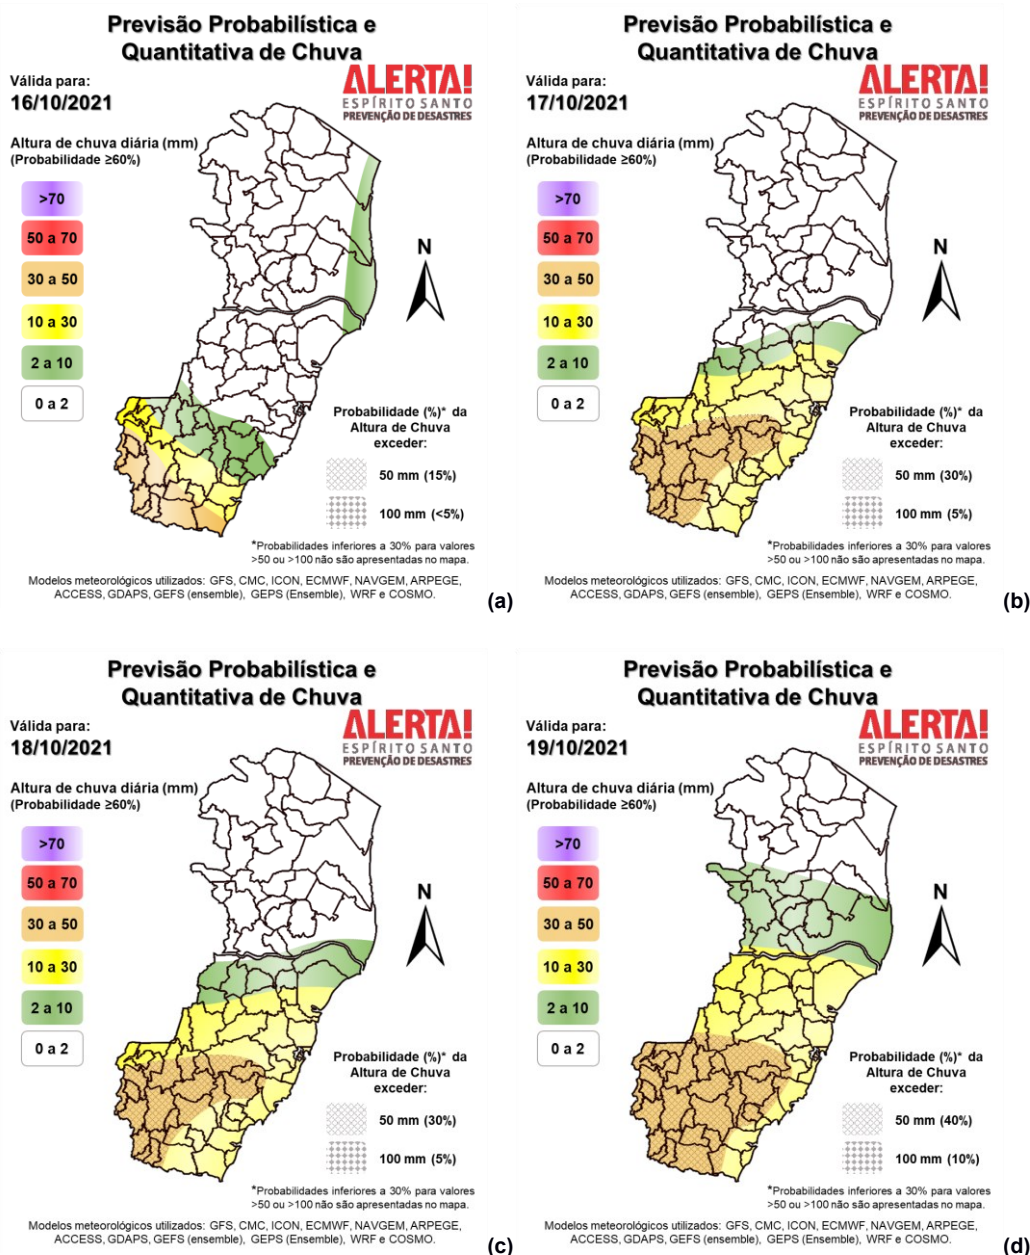 Previsão Probabilística e
Quantitativa de Chuva
Válida para:
16/10/2021
ALERTA!
ESPÍRITO SANTO
PREVENÇÃO DE DESASTRES
Altura de chuva diária (mm)
(Probabilidade ≥60%)
>70
50 a 70
30 a 50
10 a 30
2 a 10
0 a 2
N
Probabilidade (%)* da
Altura de Chuva
exceder:
50 mm (15%)
100 mm (<5%)
*Probabilidades inferiores a 30% para valores
>50 ou >100 não são apresentadas no mapa.
Modelos meteorológicos utilizados: GFS, CMC, ICON, ECMWF, NAVGEM, ARPEGE,
ACCESS, GDAPS, GEFS (ensemble), GEPS (Ensemble), WRF e COSMO.
(a)
Previsão Probabilística e
Quantitativa de Chuva
Válida para:
17/10/2021
ALERTA!
ESPÍRITO SANTO
PREVENÇÃO DE DESASTRES
Altura de chuva diária (mm)
(Probabilidade ≥60%)
>70
50 a 70
30 a 50
10 a 30
2 a 10
0 a 2
N
Probabilidade (%)* da
Altura de Chuva
exceder:
50 mm (30%)
100 mm (5%)
*Probabilidades inferiores a 30% para valores
>50 ou >100 não são apresentadas no mapa.
Modelos meteorológicos utilizados: GFS, CMC, ICON, ECMWF, NAVGEM, ARPEGE,
ACCESS, GDAPS, GEFS (ensemble), GEPS (Ensemble), WRF e COSMO.
(b)
Previsão Probabilística e
Quantitativa de Chuva
Válida para:
18/10/2021
ALERTA!
ESPÍRITO SANTO
PREVENÇÃO DE DESASTRES
Altura de chuva diária (mm)
(Probabilidade ≥60%)
>70
50 a 70
30 a 50
10 a 30
2 a 10
0 a 2
N
Probabilidade (%)* da
Altura de Chuva
exceder:
50 mm (30%)
100 mm (5%)
*Probabilidades inferiores a 30% para valores
>50 ou >100 não são apresentadas no mapa.
Modelos meteorológicos utilizados: GFS, CMC, ICON, ECMWF, NAVGEM, ARPEGE,
ACCESS, GDAPS, GEFS (ensemble), GEPS (Ensemble), WRF e COSMO.
(c)
Previsão Probabilística e
Quantitativa de Chuva
Válida para:
19/10/2021
ALERTA!
ESPÍRITO SANTO
PREVENÇÃO DE DESASTRES
Altura de chuva diária (mm)
(Probabilidade ≥60%)
>70
50 a 70
30 a 50
10 a 30
2 a 10
0 a 2
N
Probabilidade (%)* da
Altura de Chuva
exceder:
50 mm (40%)
100 mm (10%)
*Probabilidades inferiores a 30% para valores
>50 ou >100 não são apresentadas no mapa.
Modelos meteorológicos utilizados: GFS, CMC, ICON, ECMWF, NAVGEM, ARPEGE,
ACCESS, GDAPS, GEFS (ensemble), GEPS (Ensemble), WRF e COSMO.
(d)